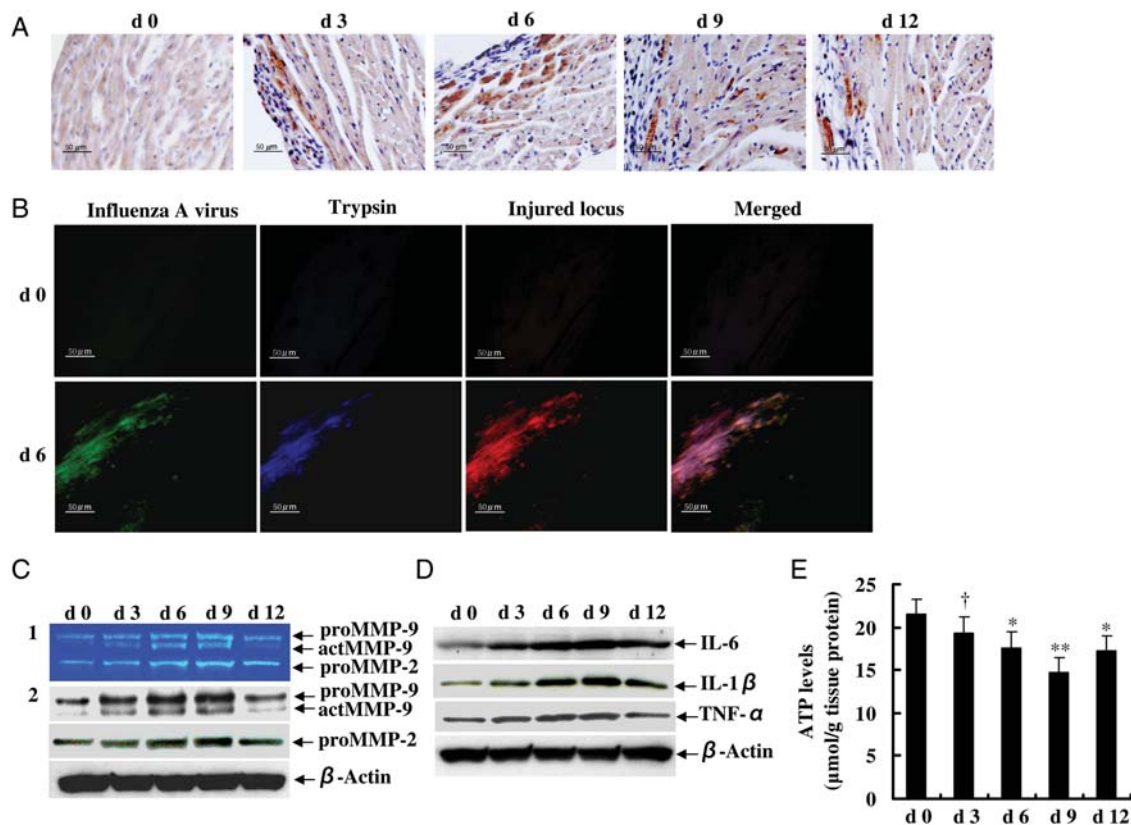 A
d 0 d 3 d 6 d 9 d 12
50 μm 50 μm 50 μm 50 μm 50 μm
B
Influenza A virus Trypsin Injured locus Merged
d 0
50 μm 50 μm 50 μm 50 μm
d 6
50 μm 50 μm 50 μm 50 μm
C
d 0 d 3 d 6 d 9 d 12
1
proMMP-9
actMMP-9
proMMP-2
2
proMMP-9
actMMP-9
proMMP-2
β-Actin
D
d 0 d 3 d 6 d 9 d 12
IL-6
IL-1β
TNF-α
β-Actin
E
ATP levels
(μmol/g tissue protein)
25
20
15
10
5
0
†
*
**
*
d 0 d 3 d 6 d 9 d 12